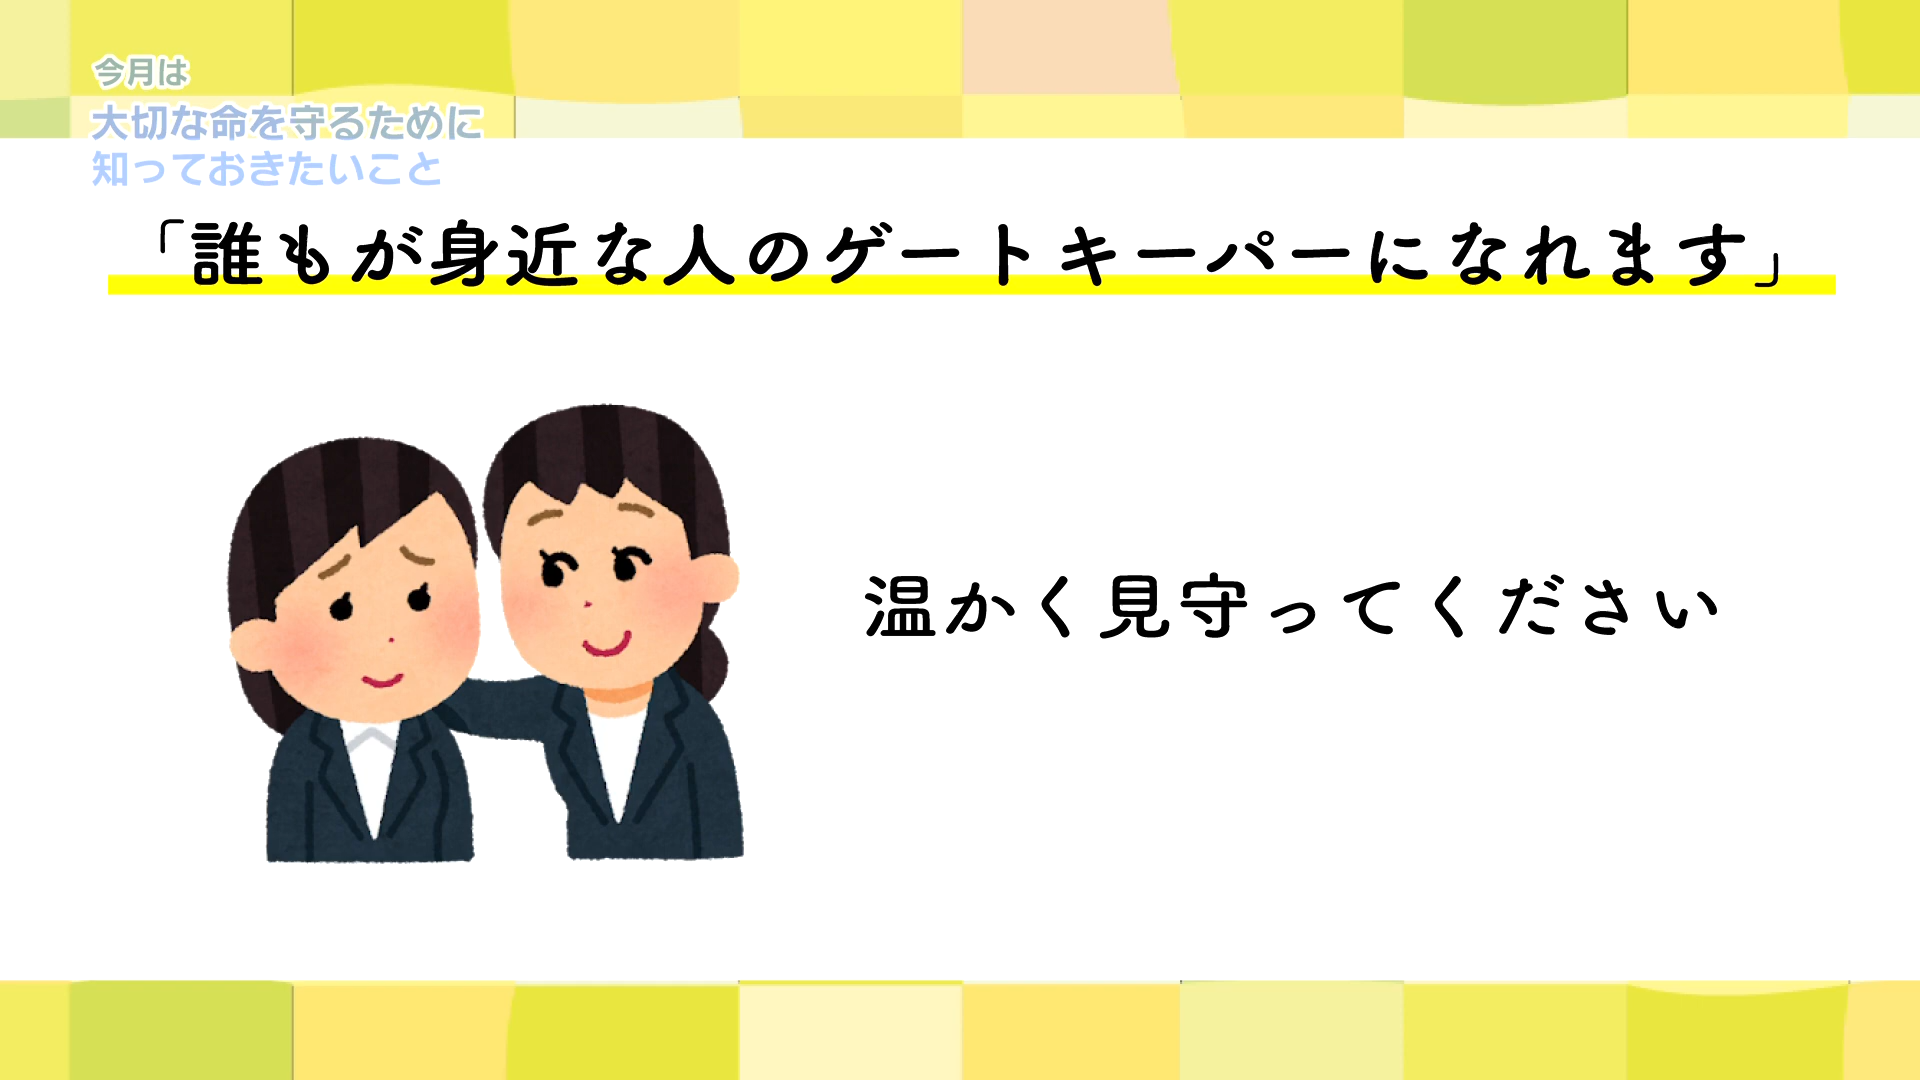 今月は
大切な命を守るために
知っておきたいこと
「誰もが身近な人のゲートキーパーになれます」
温かく見守ってください